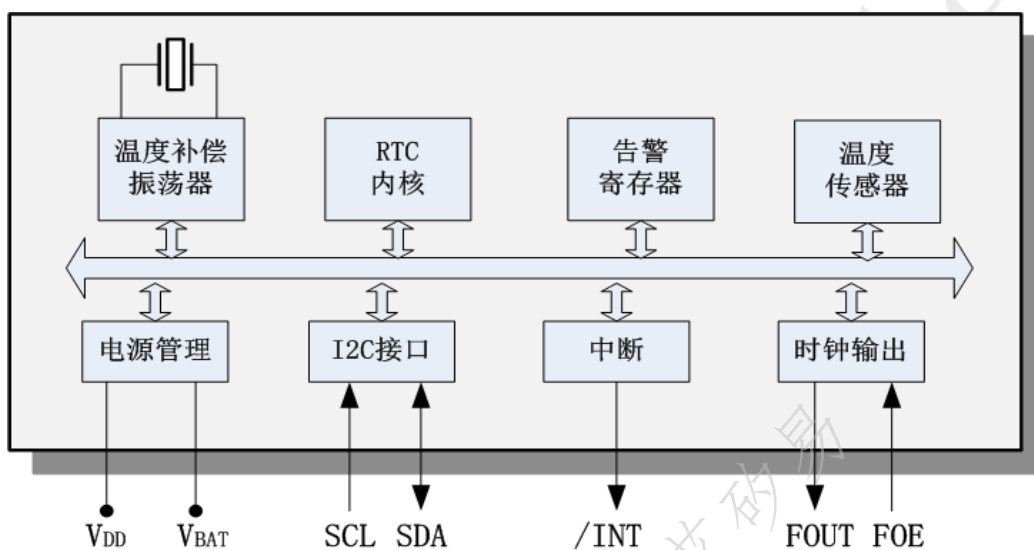 温度补偿
振荡器
RTC
内核
告警
寄存器
温度
传感器
电源管理
I2C接口
中断
时钟输出
VDD
VBAT
SCL
SDA
/INT
FOUT
FOE
矽易